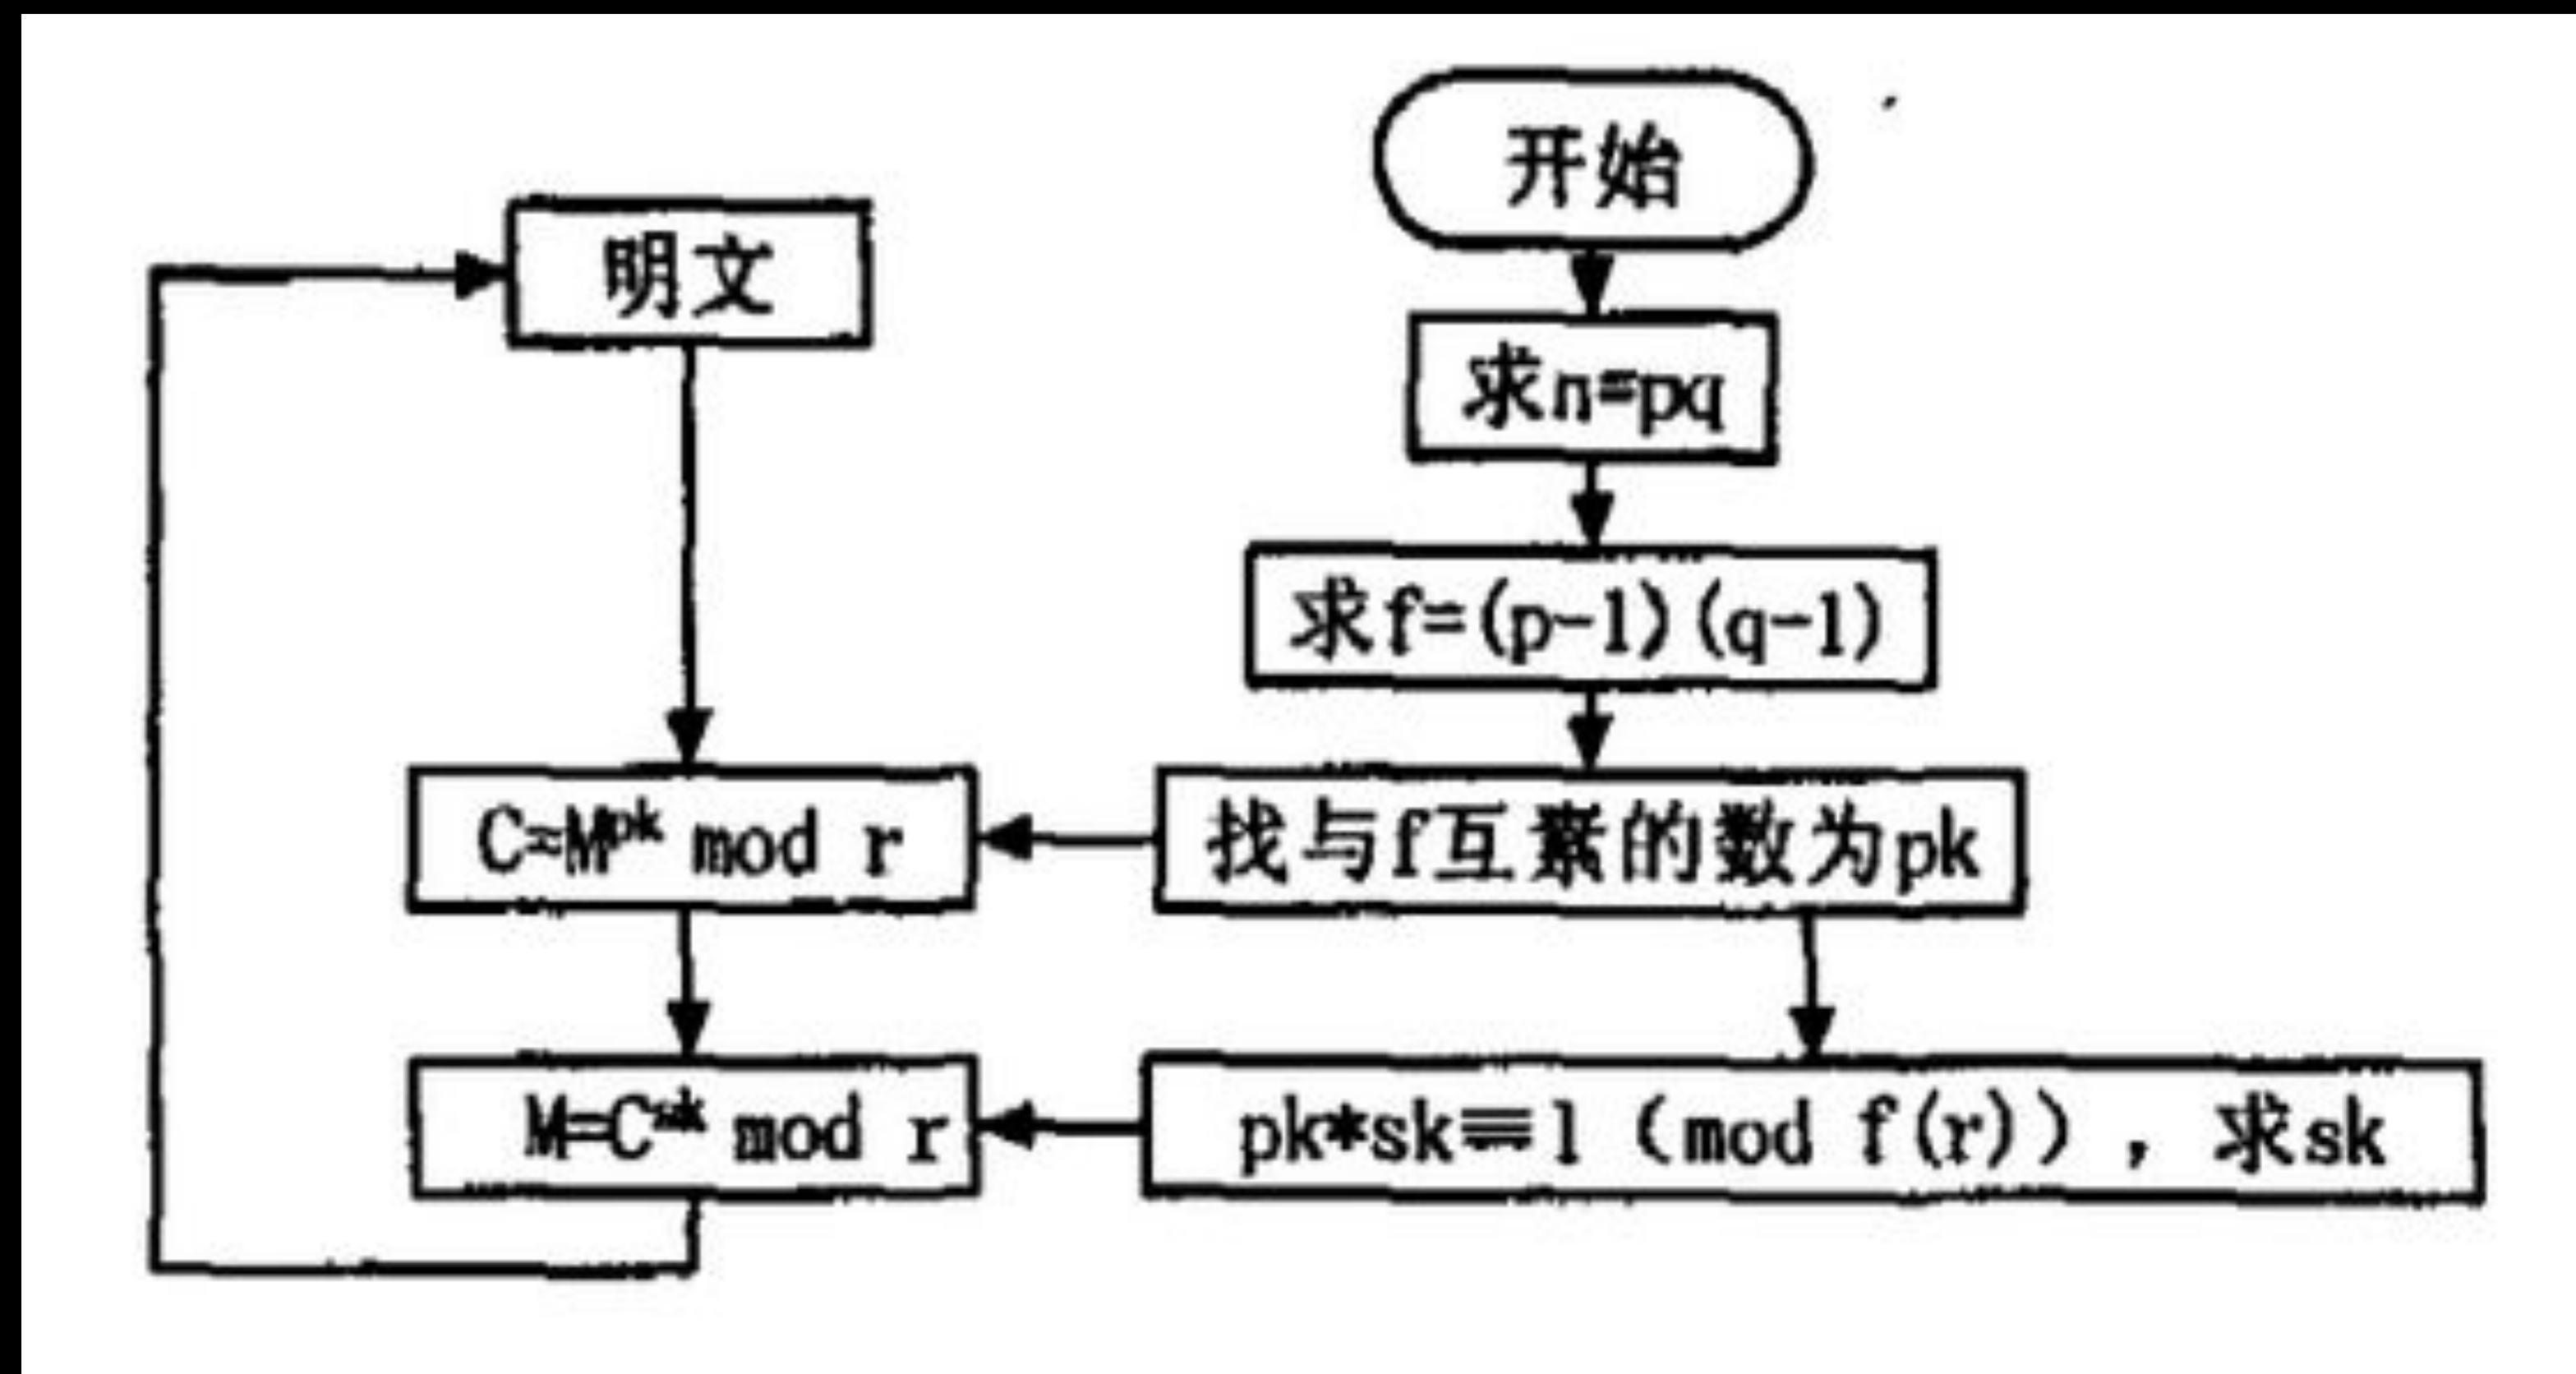 开始
明文
求n=pq
求f=(p-1)(q-1)
C=M^pk mod r
找与f互素的数为pk
M=C^sk mod r
pk*sk≡1 (mod f(r)), 求sk